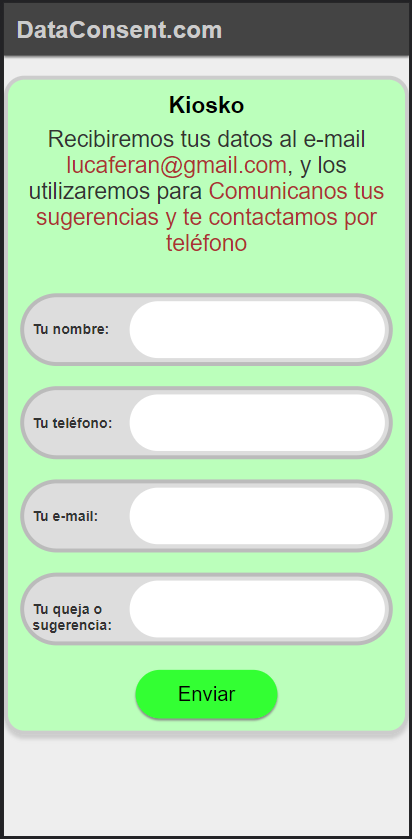 DataConsent.com
Kiosko
Recibiremos tus datos al e-mail
lucaferan@gmail.com, y los
utilizaremos para Comunicanos tus
sugerencias y te contactamos por
teléfono
Tu nombre:
Tu teléfono:
Tu e-mail:
Tu queja o
sugerencia:
Enviar